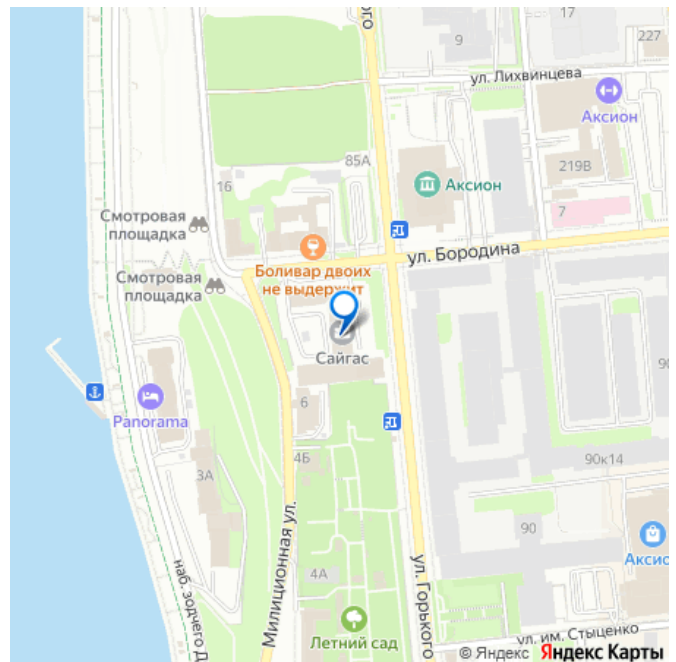 17
9
227
ул. Лихвинцева
Аксион
85А
219В
16
Аксион
7
Смотровая
площадка
ул. Бородина
Боливар двоих
не выдержит
Смотровая
площадка
Сайгас
Panorama
6
4Б
90к14
3А
90
Милиционная ул.
ул. Горького
4А
наб. зодчего Д
Летний сад
ул. им. Стыценко
© Яндекс Яндекс Карты